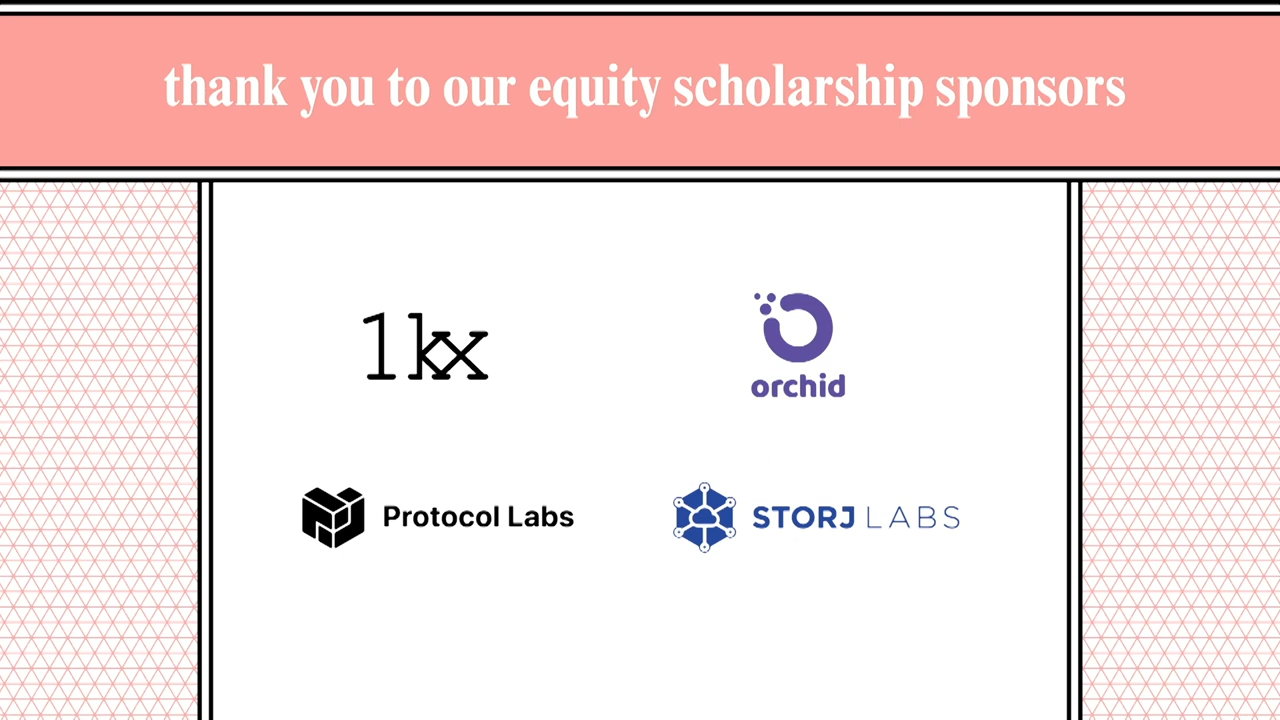 thank you to our equity scholarship sponsors
1kx
orchid
Protocol Labs
STORJ LABS